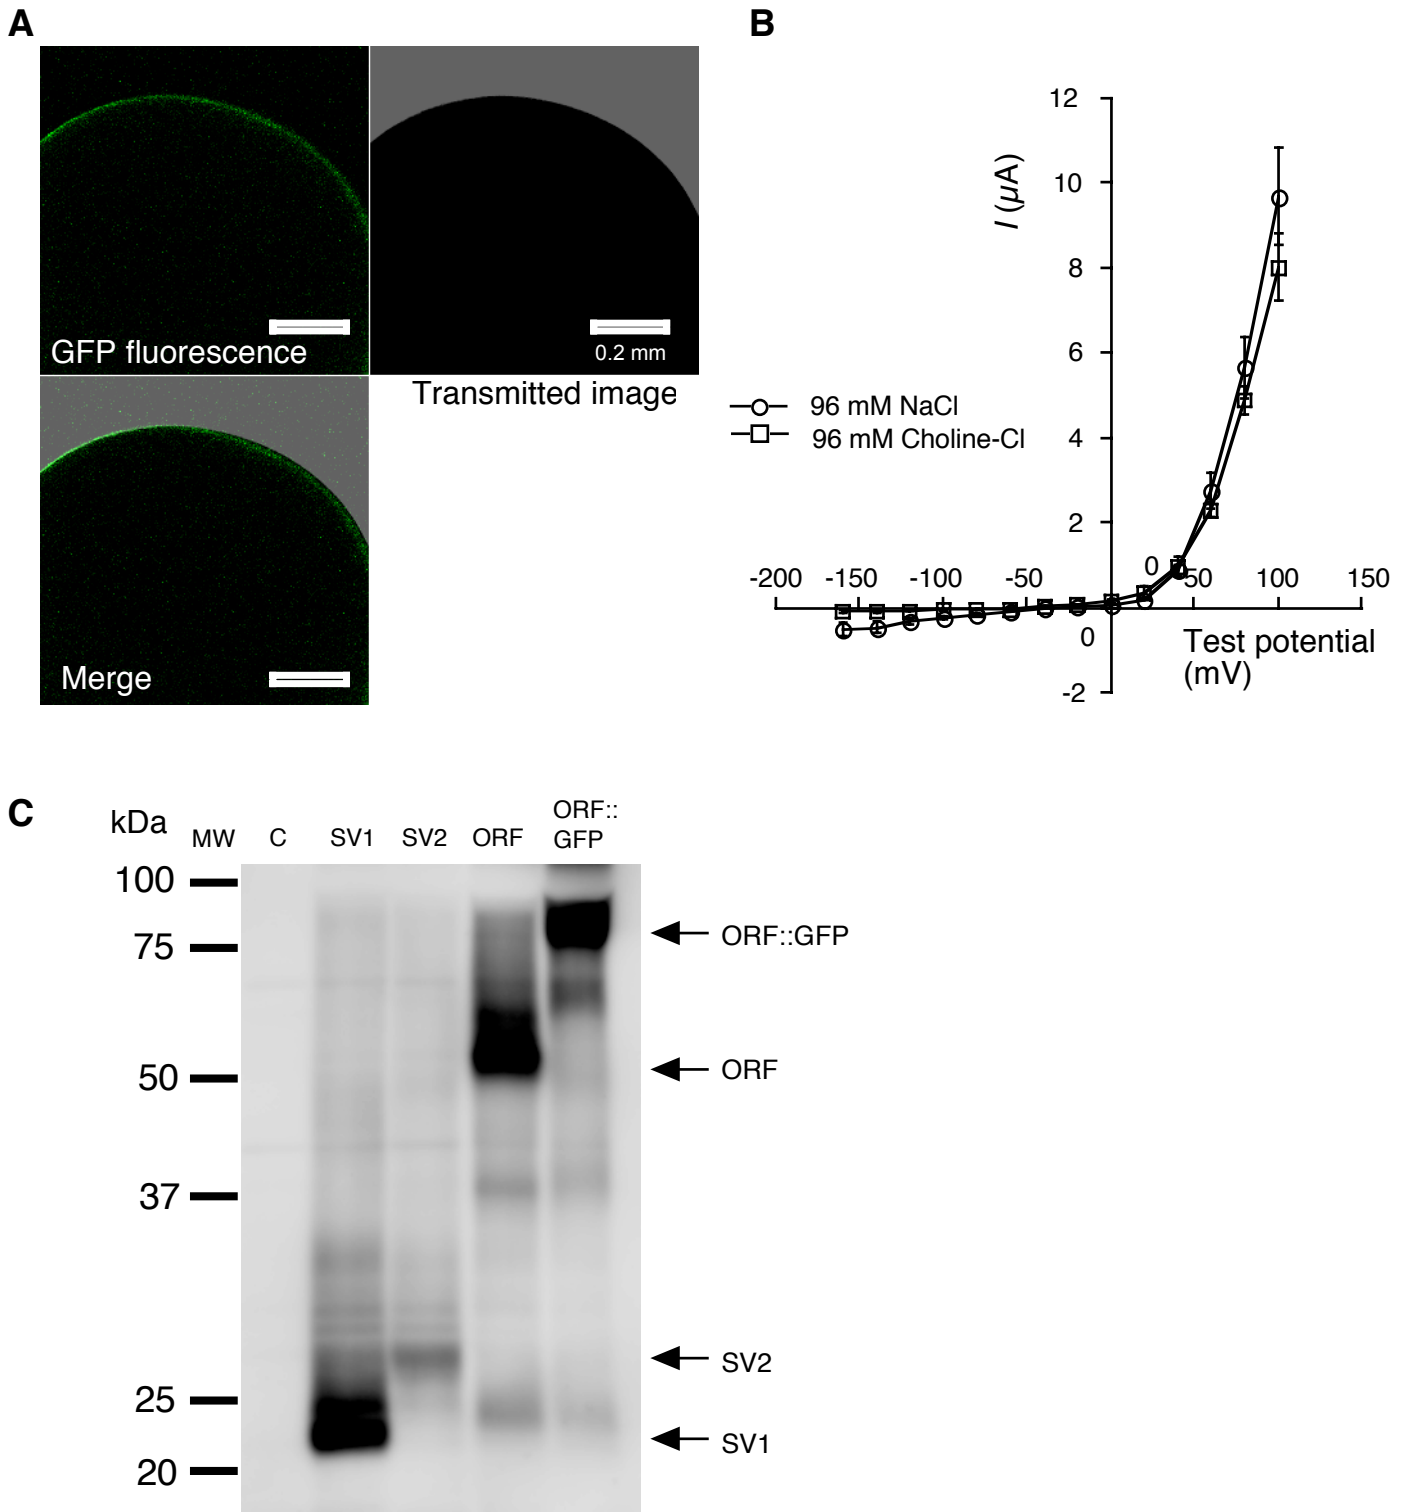 A
GFP fluorescence
0.2 mm
Transmitted image
Merge
B
12
10
8
6
4
2
0
0
-2
I (µA)
96 mM NaCl
96 mM Choline-Cl
-200 -150 -100 -50 50 100 150
Test potential
(mV)
C
kDa
MW C SV1 SV2 ORF ORF::
GFP
100
75
50
37
25
20
ORF::GFP
ORF
SV2
SV1